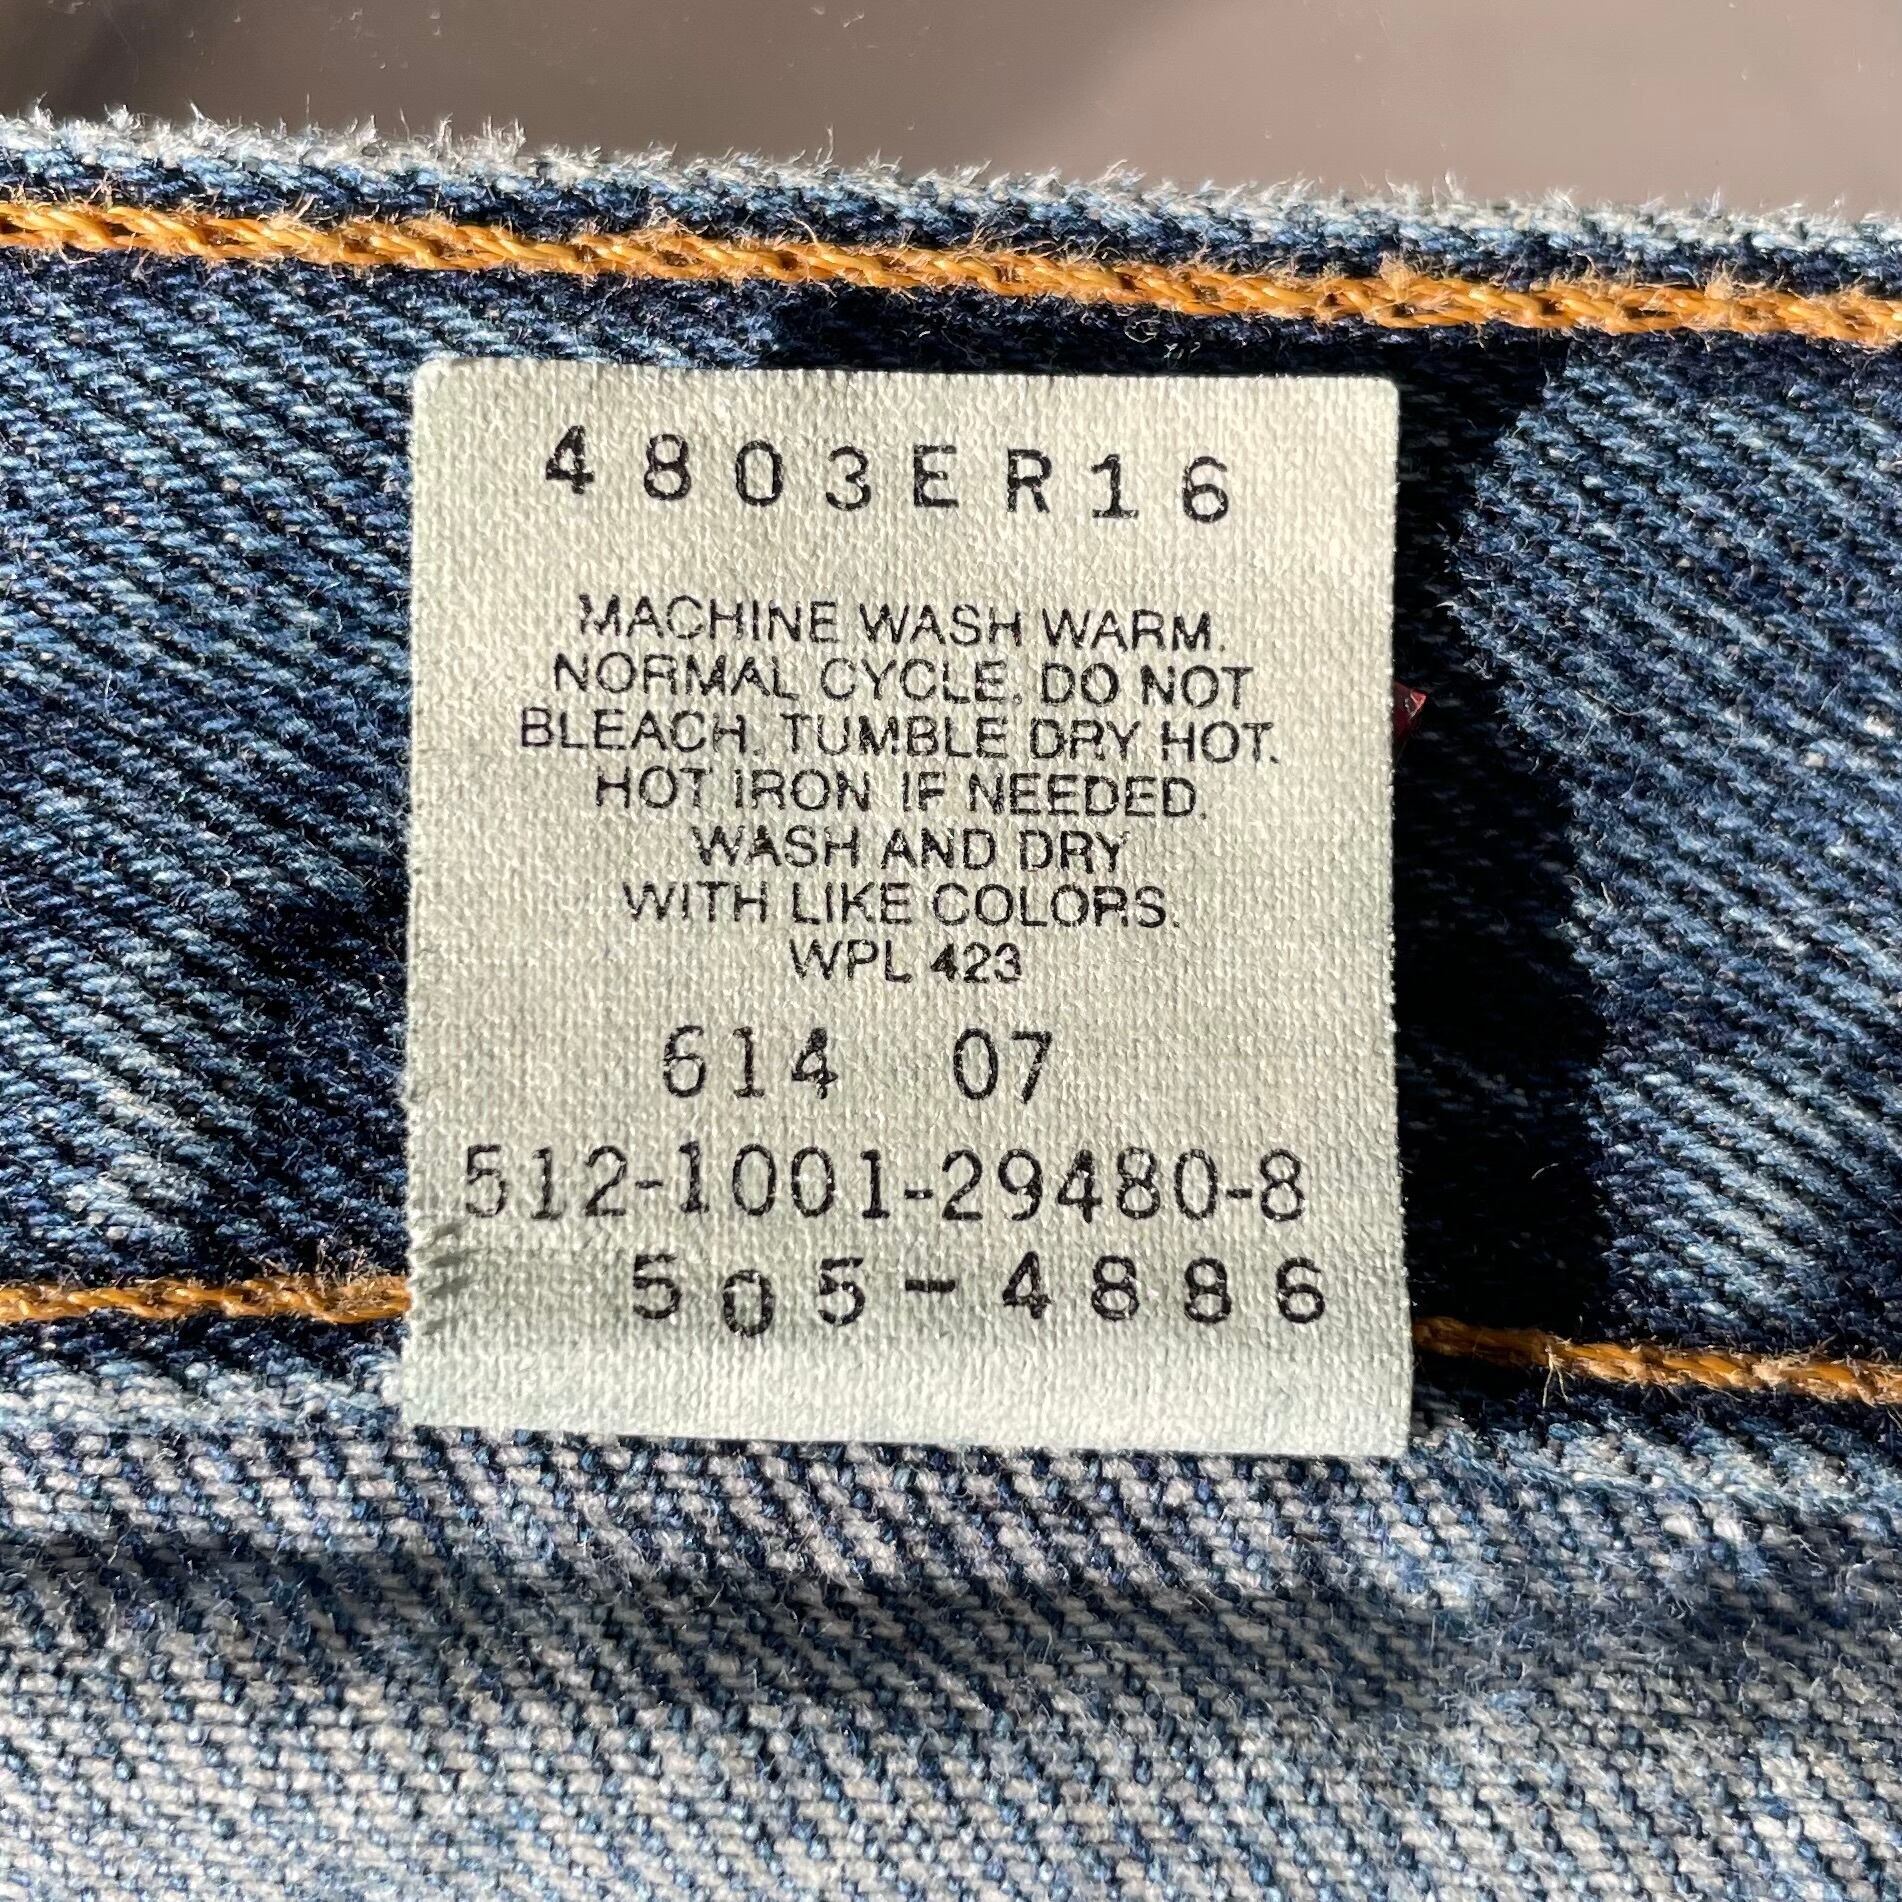 4803ER16
MACHINE WASH WARM.
NORMAL CYCLE, DO NOT
BLEACH. TUMBLE DRY HOT.
HOT IRON IF NEEDED.
WASH AND DRY
WITH LIKE COLORS.
WPL 423
614 07
512-1001-29480-8
505-4886